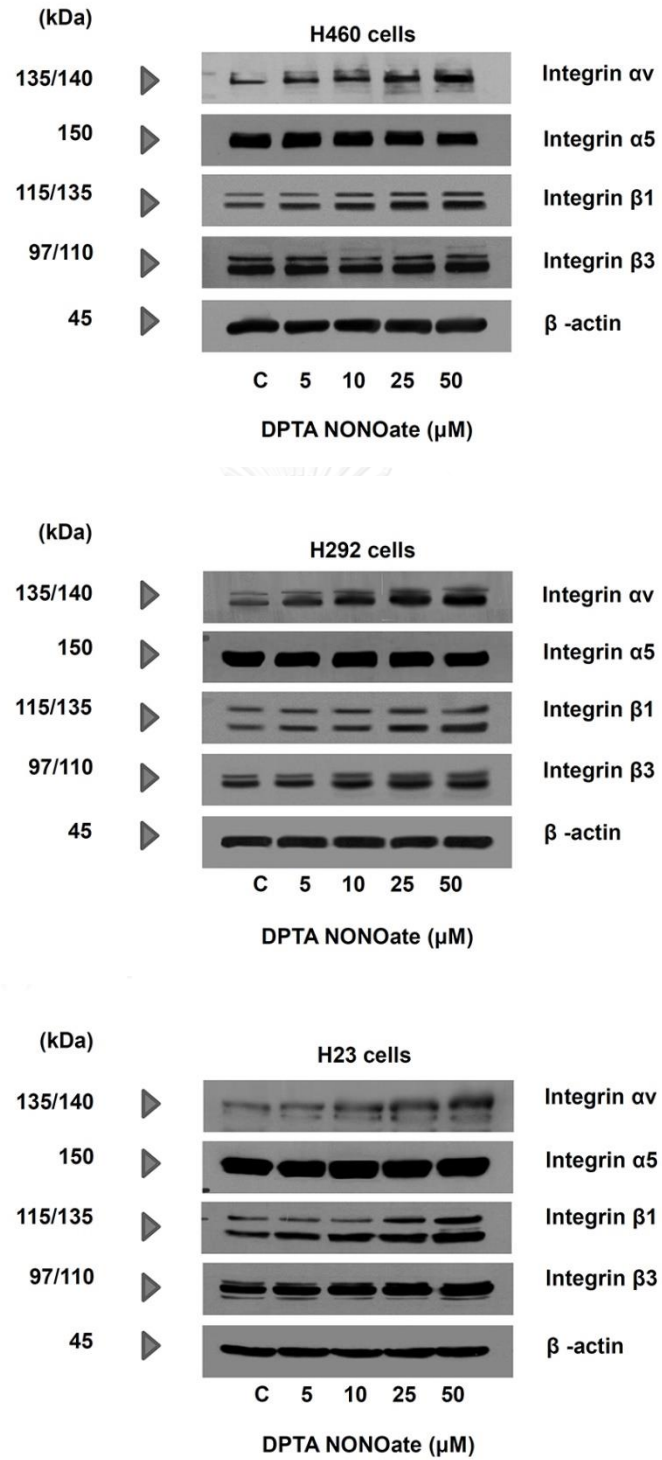 (kDa)
H460 cells
135/140 Integrin αv
150 Integrin α5
115/135 Integrin β1
97/110 Integrin β3
45 β -actin
C 5 10 25 50
DPTA NONOate (µM)
(kDa)
H292 cells
135/140 Integrin αv
150 Integrin α5
115/135 Integrin β1
97/110 Integrin β3
45 β -actin
C 5 10 25 50
DPTA NONOate (µM)
(kDa)
H23 cells
135/140 Integrin αv
150 Integrin α5
115/135 Integrin β1
97/110 Integrin β3
45 β -actin
C 5 10 25 50
DPTA NONOate (µM)